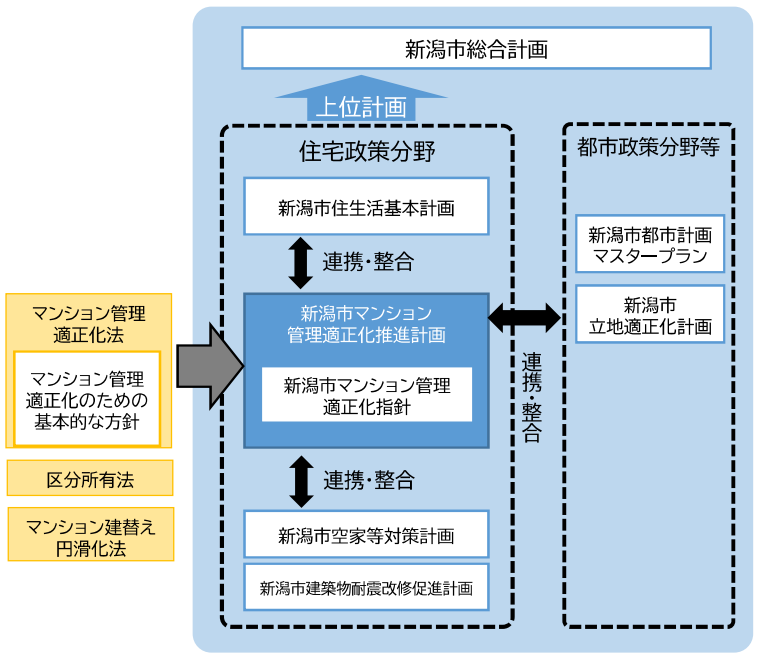 新潟市総合計画
上位計画
住宅政策分野
新潟市住生活基本計画
連携・整合
新潟市マンション
管理適正化推進計画
新潟市マンション管理
適正化指針
連携・整合
新潟市空家等対策計画
新潟市建築物耐震改修促進計画
都市政策分野等
新潟市都市計画
マスタープラン
新潟市
立地適正化計画
連携・整合
マンション管理
適正化法
マンション管理
適正化のための
基本的な方針
区分所有法
マンション建替え
円滑化法